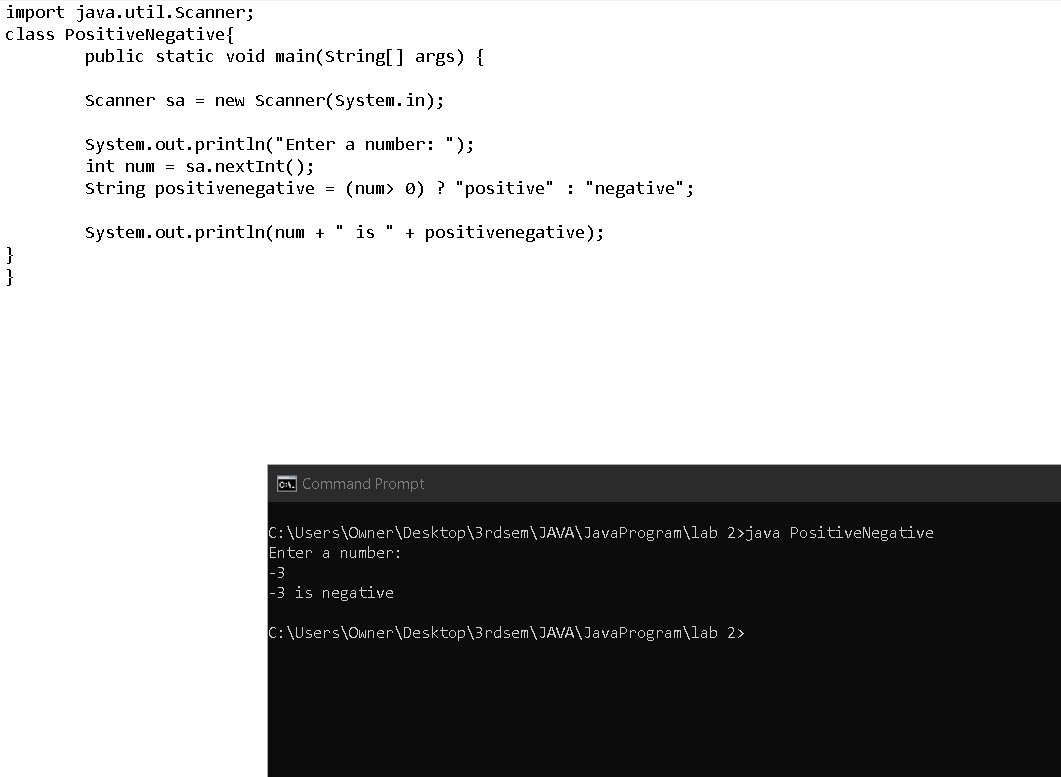 import java.util.Scanner;
class PositiveNegative{
public static void main(String[] args) {
Scanner sa = new Scanner(System.in);
System.out.println("Enter a number: ");
int num = sa.nextInt();
String positivenegative = (num> 0) ? "positive" : "negative";
System.out.println(num + " is " + positivenegative);
}
}
Command Prompt
C:\Users\Owner\Desktop\3rdsem\JAVA\JavaProgram\lab 2>java PositiveNegative
Enter a number:
-3
-3 is negative
C:\Users\Owner\Desktop\3rdsem\JAVA\JavaProgram\lab 2>